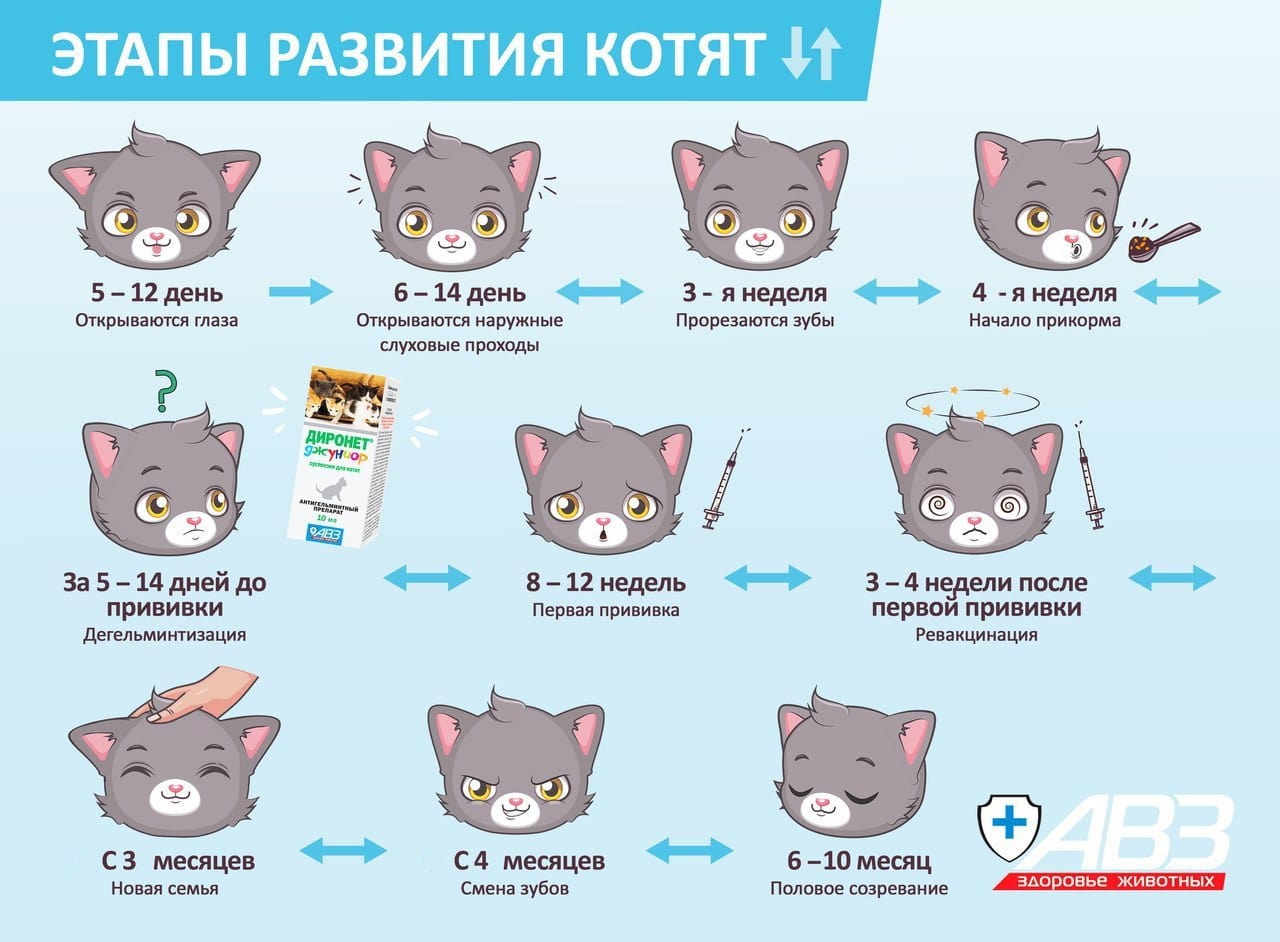 ЭТАПЫ РАЗВИТИЯ КОТЯТ
5 – 12 день
Открываются глаза
6 – 14 день
Открываются наружные
слуховые проходы
3 - я неделя
Прорезаются зубы
4 - я неделя
Начало прикорма
?
ДИРОНЕТ®
джуниор
суспензия для котят
АНТИГЕЛЬМИНТНЫЙ
ПРЕПАРАТ
10 мл
АВЗ
За 5 – 14 дней до
прививки
Дегельминтизация
8 – 12 недель
Первая прививка
3 – 4 недели после
первой прививки
Ревакцинация
С 3 месяцев
Новая семья
С 4 месяцев
Смена зубов
6 – 10 месяц
Половое созревание
АВЗ
здоровье животных